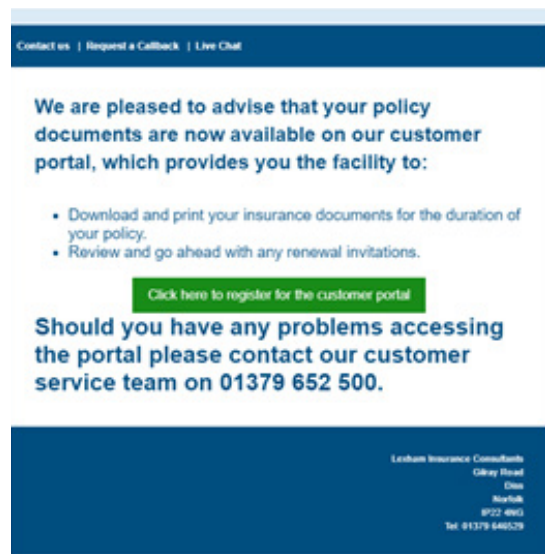 Contact us | Request a Callback | Live Chat
We are pleased to advise that your policy
documents are now available on our customer
portal, which provides you the facility to:
• Download and print your insurance documents for the duration of
your policy.
• Review and go ahead with any renewal invitations.
Click here to register for the customer portal
Should you have any problems accessing
the portal please contact our customer
service team on 01379 652 500.
Lexham Insurance Consultants
Gilray Road
Diss
Norfolk
IP22 4NG
Tel: 01379 646529